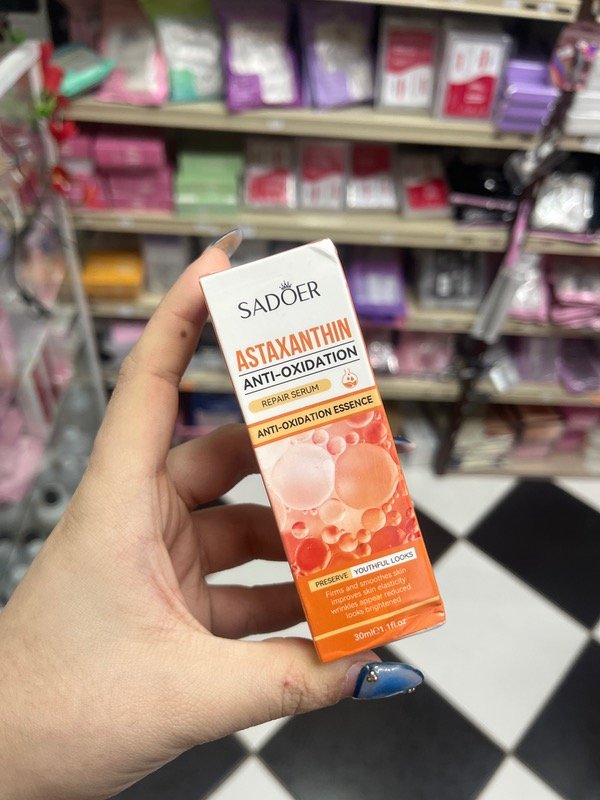 SADOER
ASTAXANTHIN
ANTI-OXIDATION
REPAIR SERUM
ANTI-OXIDATION ESSENCE
PRESERVE YOUTHFUL LOOKS
Firms and smoothes skin
improves skin elasticity
wrinkles appear reduced
looks brightened
30ml℮1.1fl.oz